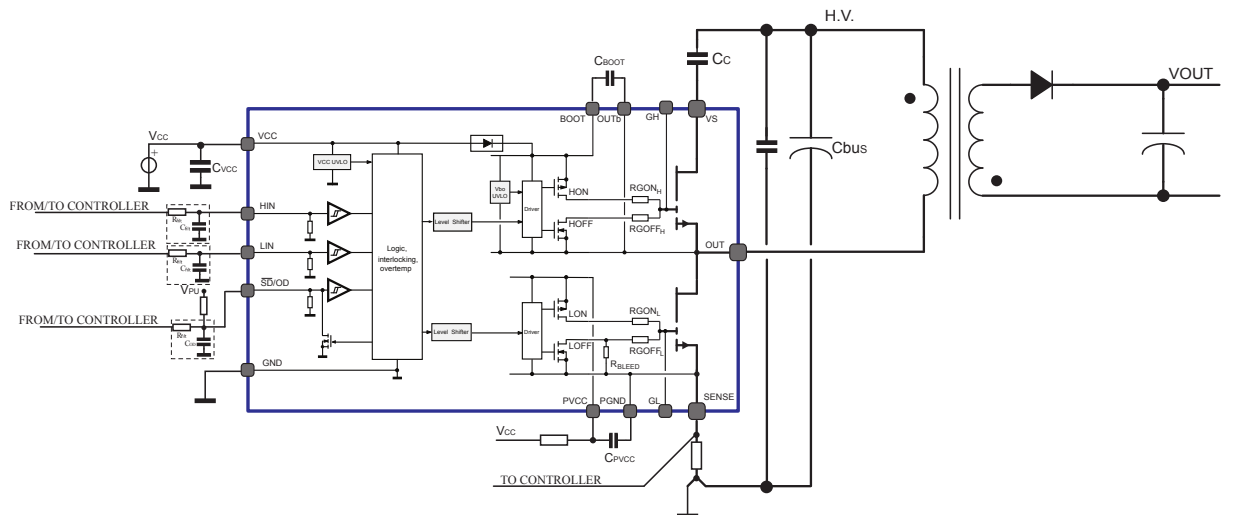 H.V.
CBOOT
CC
VOUT
BOOT
OUTb
GH
VS
VCC
VCC
CVCC
VCC UVLO
Cbus
Vbo
UVLO
Driver
HON
RGONH
FROM/TO CONTROLLER
HIN
HOFF
RGOFFH
Level Shifter
FROM/TO CONTROLLER
LIN
OUT
Logic,
interlocking,
overtemp
SD/OD
VPU
FROM/TO CONTROLLER
LON
RGONL
Level Shifter
Driver
LOFF
RGOFFL
RBLEED
GND
PVCC
PGND
GL
SENSE
VCC
CPVCC
TO CONTROLLER